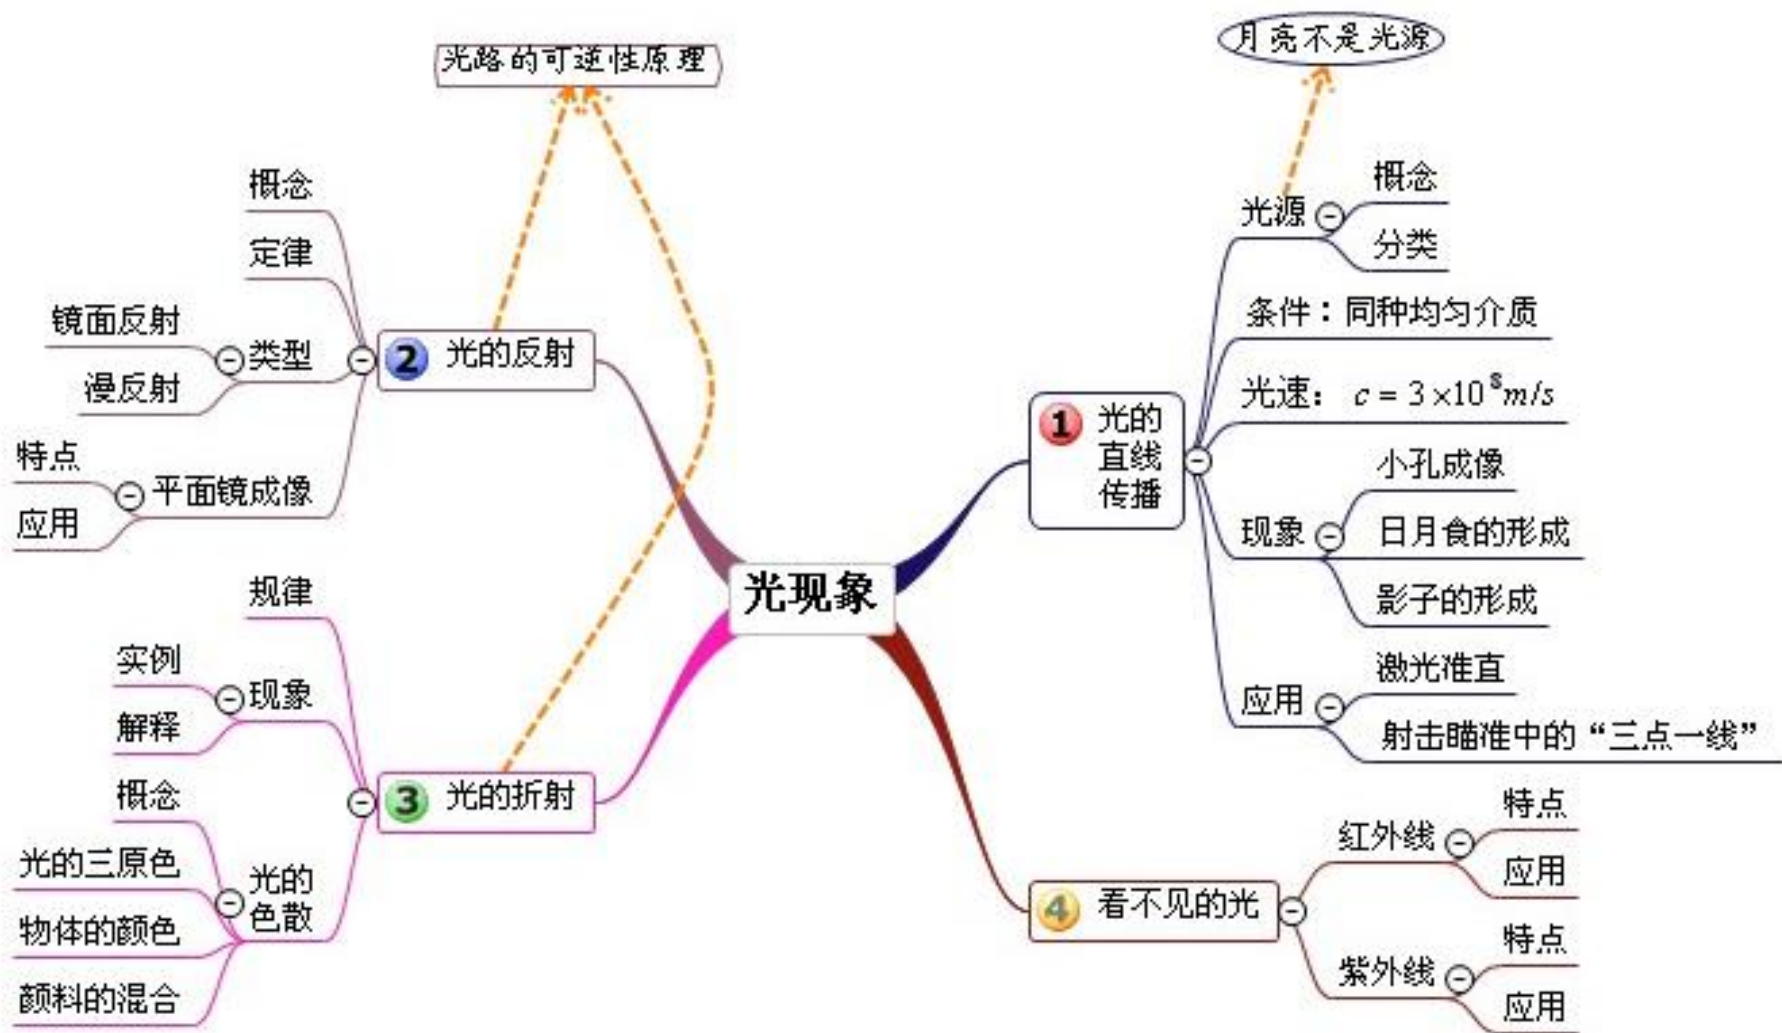 光现象
1 光的
直线
传播
光源
概念
分类
月亮不是光源
条件：同种均匀介质
光速： c = 3×10⁸m/s
现象
小孔成像
日月食的形成
影子的形成
应用
激光准直
射击瞄准中的“三点一线”
2 光的反射
光路的可逆性原理
概念
定律
类型
镜面反射
漫反射
平面镜成像
特点
应用
3 光的折射
规律
现象
实例
解释
光的
色散
概念
光的三原色
物体的颜色
颜料的混合
4 看不见的光
红外线
特点
应用
紫外线
特点
应用